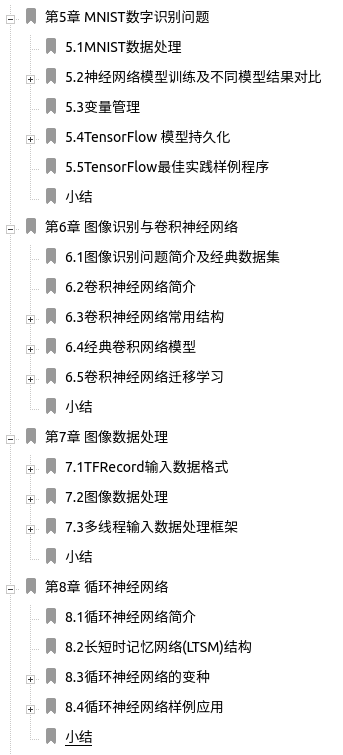 第5章 MNIST数字识别问题
5.1MNIST数据处理
5.2神经网络模型训练及不同模型结果对比
5.3变量管理
5.4TensorFlow 模型持久化
5.5TensorFlow最佳实践样例程序
小结
第6章 图像识别与卷积神经网络
6.1图像识别问题简介及经典数据集
6.2卷积神经网络简介
6.3卷积神经网络常用结构
6.4经典卷积网络模型
6.5卷积神经网络迁移学习
小结
第7章 图像数据处理
7.1TFRecord输入数据格式
7.2图像数据处理
7.3多线程输入数据处理框架
小结
第8章 循环神经网络
8.1循环神经网络简介
8.2长短时记忆网络(LTSM)结构
8.3循环神经网络的变种
8.4循环神经网络样例应用
小结